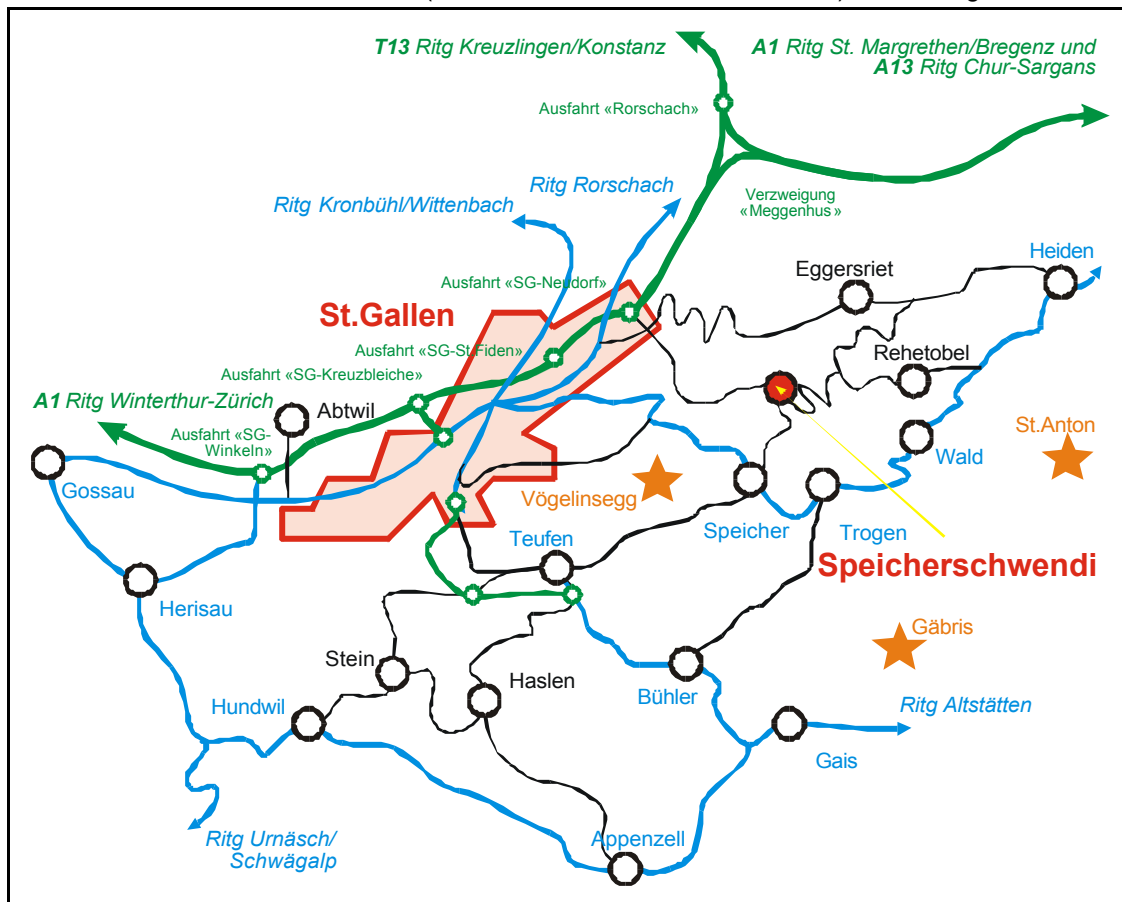 T13 Ritg Kreuzlingen/Konstanz
A1 Ritg St. Margrethen/Bregenz und
A13 Ritg Chur-Sargans
Ausfahrt «Rorschach»
Ritg Rorschach
Ritg Kronbühl/Wittenbach
Verzweigung
«Meggenhus»
Heiden
Eggersriet
Ausfahrt «SG-Neudorf»
St.Gallen
Ausfahrt «SG-St.Fiden»
Rehetobel
Ausfahrt «SG-Kreuzbleiche»
A1 Ritg Winterthur-Zürich
Abtwil
Ausfahrt «SG-
Winkeln»
St.Anton
Wald
Gossau
Vögelinsegg
Speicher
Trogen
Teufen
Speicherschwendi
Herisau
Gäbris
Stein
Haslen
Bühler
Ritg Altstätten
Hundwil
Gais
Ritg Urnäsch/
Schwägalp
Appenzell